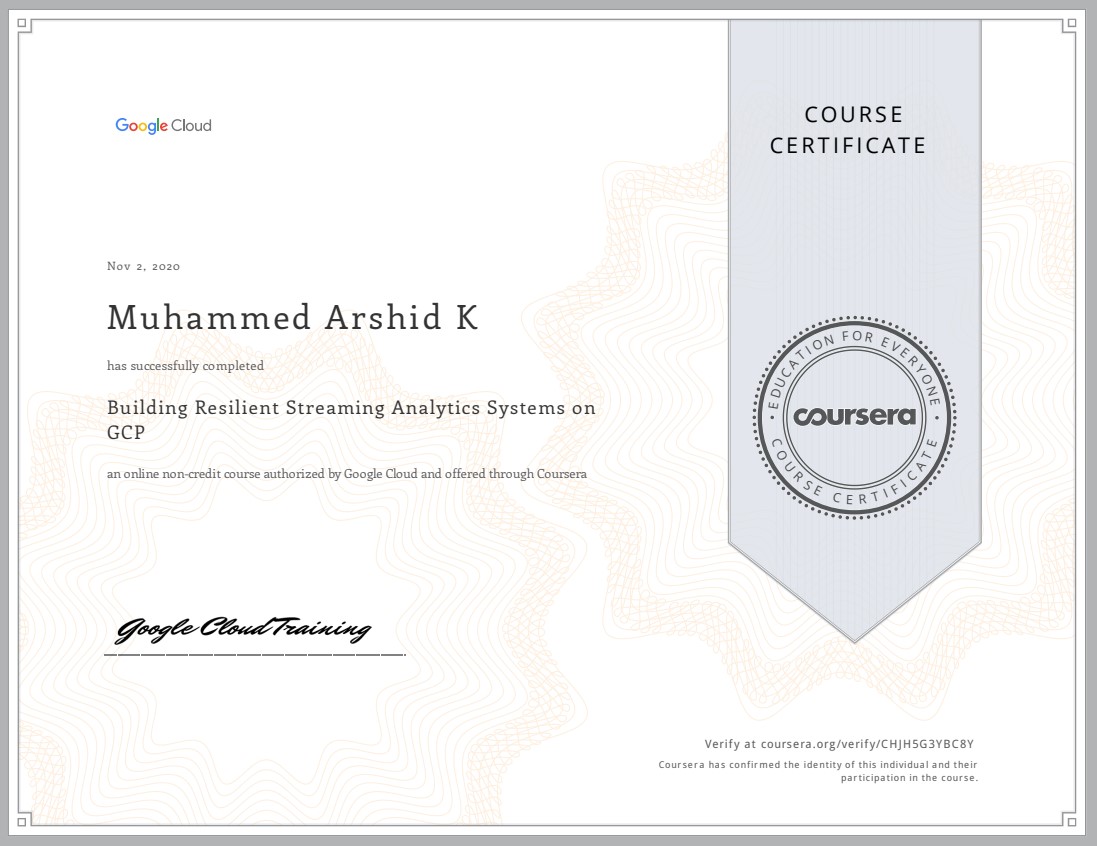 Google Cloud
COURSE
CERTIFICATE
Nov 2, 2020
Muhammed Arshid K
has successfully completed
Building Resilient Streaming Analytics Systems on
GCP
an online non-credit course authorized by Google Cloud and offered through Coursera
EDUCATION FOR EVERYONE
coursera
COURSE CERTIFICATE
Google Cloud Training
Verify at coursera.org/verify/CHJH5G3YBC8Y
Coursera has confirmed the identity of this individual and their
participation in the course.